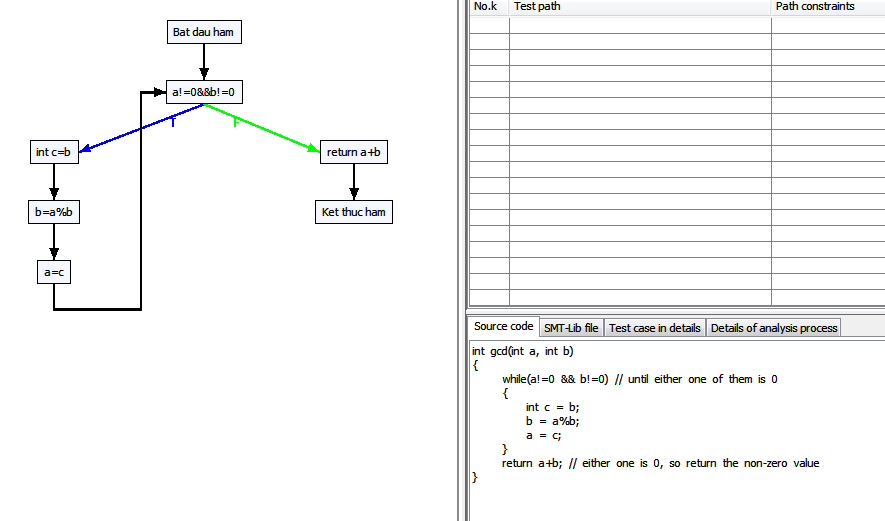 Bat dau ham
a!=0&&b!=0
T
F
int c=b
return a+b
b=a%b
Ket thuc ham
a=c
No.k
Test path
Path constraints
Source code
SMT-Lib file
Test case in details
Details of analysis process
int gcd(int a, int b)
{
while(a!=0 && b!=0) // until either one of them is 0
{
int c = b;
b = a%b;
a = c;
}
return a+b; // either one is 0, so return the non-zero value
}